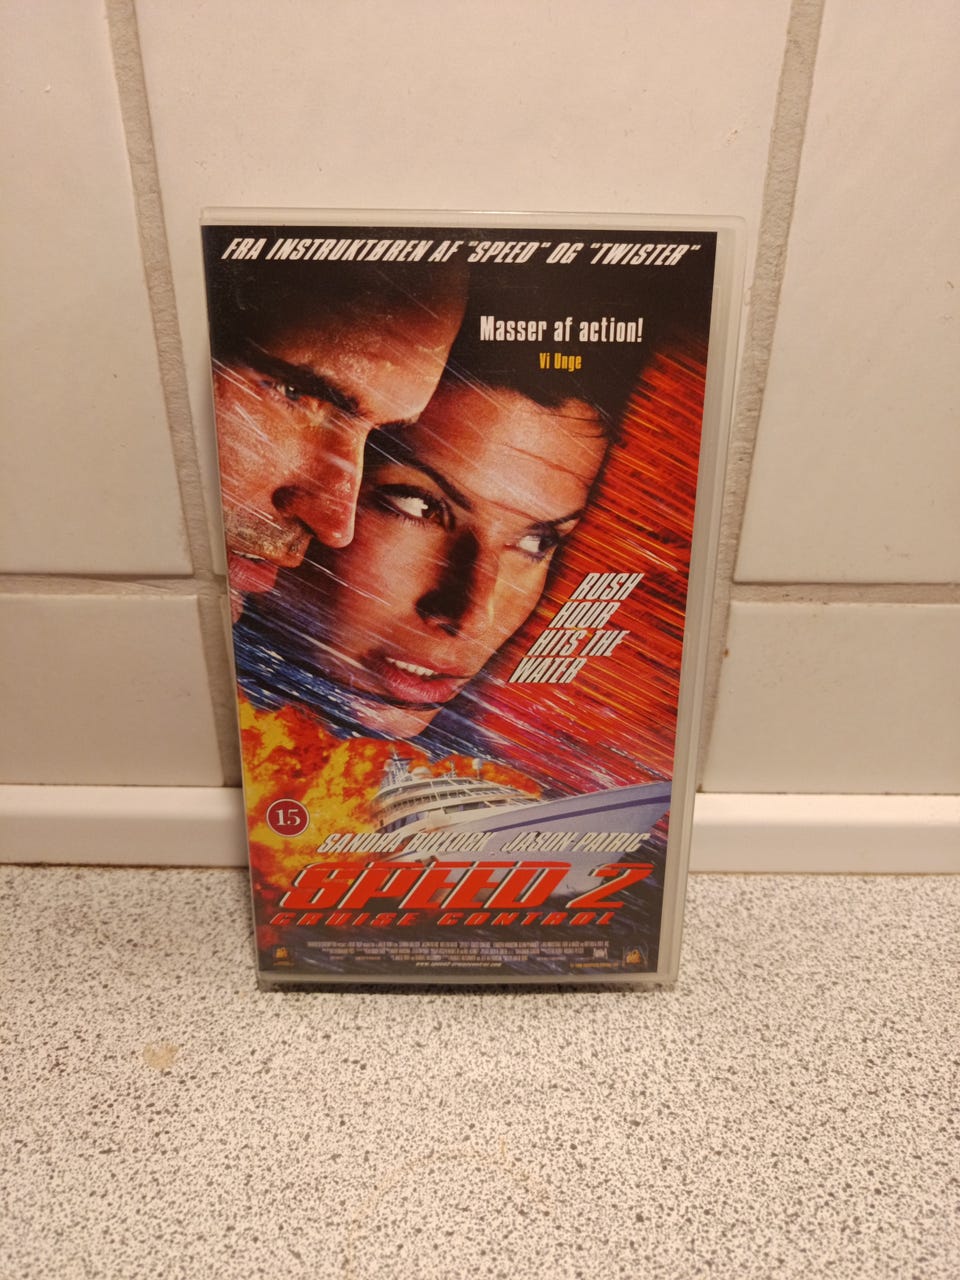 FRA INSTRUKTØREN AF "SPEED" OG "TWISTER"
Masser af action!
Vi Unge
RUSH
HOUR
HITS THE
WATER
15
SANDRA BULLOCK JASON PATRIC
SPEED 2
CRUISE CONTROL